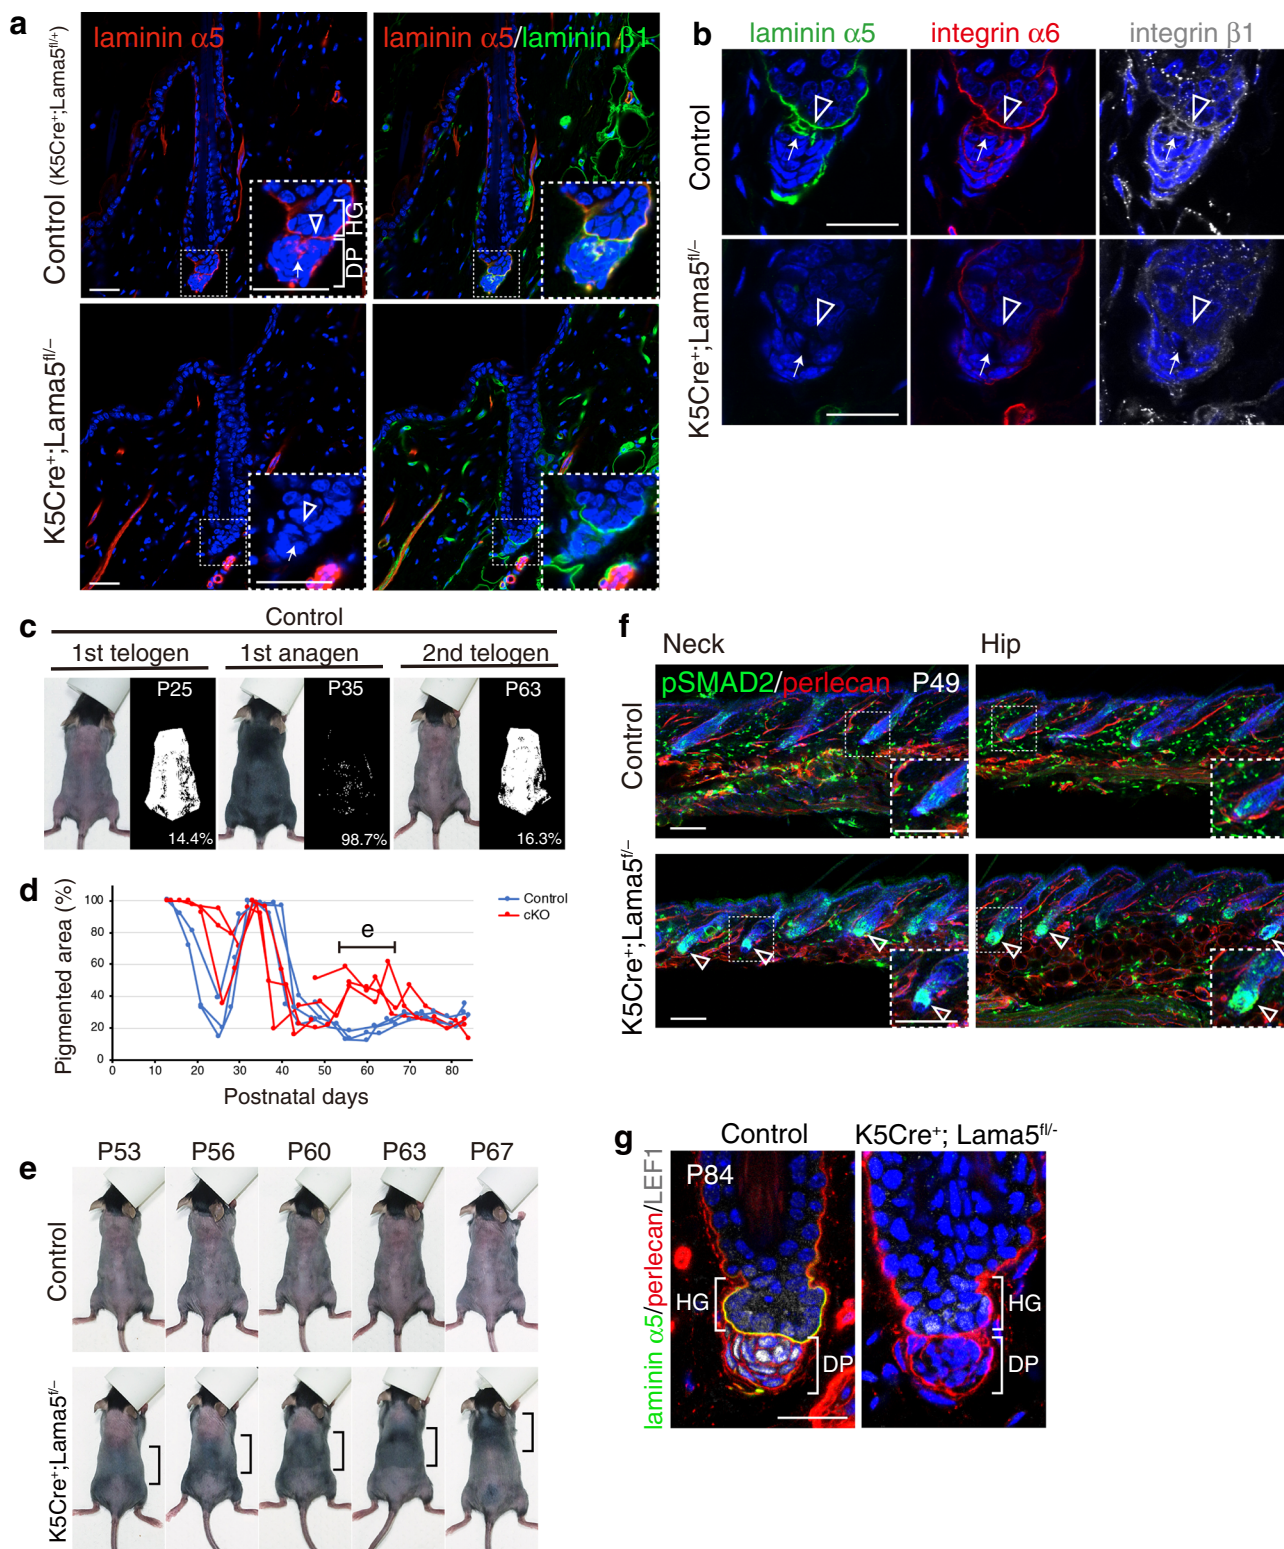 a
laminin α5
laminin α5/laminin β1
Control (K5Cre+;Lama5fl/+)
HG
DP
K5Cre+;Lama5fl/–
b
laminin α5
integrin α6
integrin β1
Control
K5Cre+;Lama5fl/–
c
Control
1st telogen
1st anagen
2nd telogen
P25
P35
P63
14.4%
98.7%
16.3%
d
Pigmented area (%)
100
80
60
40
20
0
0
10
20
30
40
50
60
70
80
Postnatal days
e
Control
cKO
e
P53
P56
P60
P63
P67
Control
K5Cre+;Lama5f/–
f
Neck
Hip
pSMAD2/perlecan
P49
Control
K5Cre+;Lama5f/–
g
Control
K5Cre+; Lama5fl/-
laminin α5/perlecan/LEF1
P84
HG
DP
HG
DP